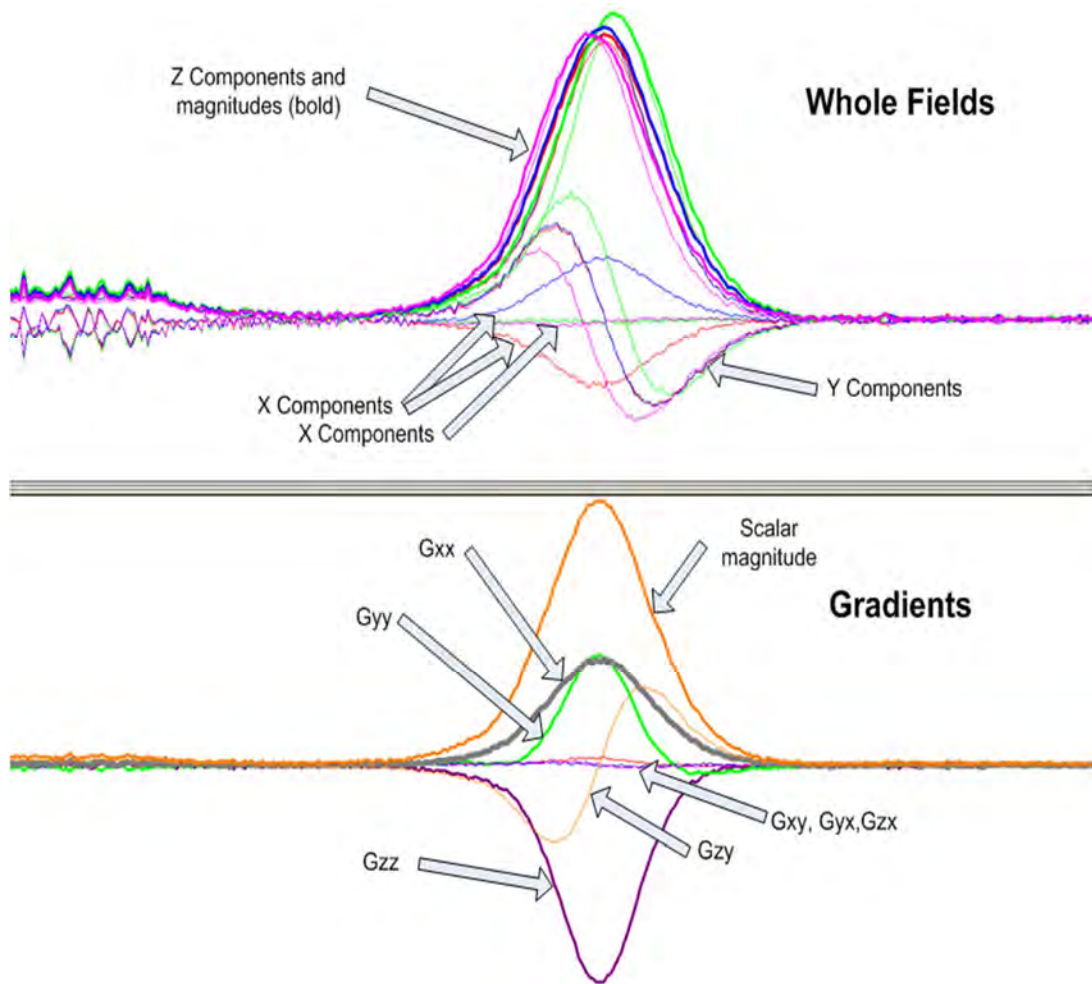 Z Components and
magnitudes (bold)
Whole Fields
X Components
X Components
Y Components
Gxx
Scalar
magnitude
Gyy
Gradients
Gxy, Gyx,Gzx
Gzy
Gzz